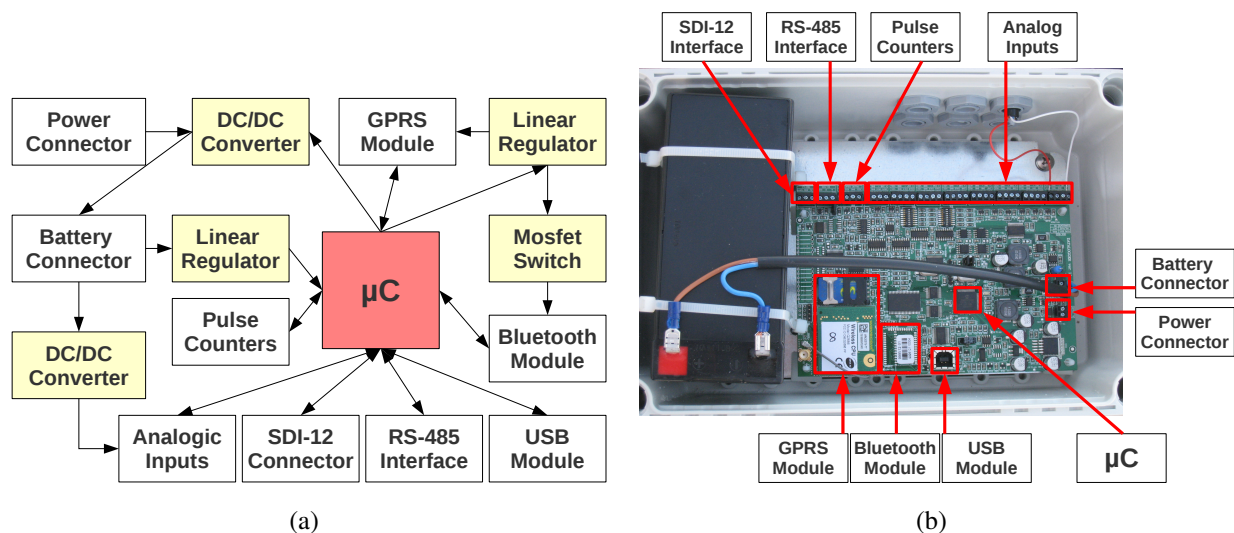 Power
Connector
DC/DC
Converter
GPRS
Module
Linear
Regulator
Battery
Connector
Linear
Regulator
µC
Mosfet
Switch
Pulse
Counters
Bluetooth
Module
DC/DC
Converter
Analogic
Inputs
SDI-12
Connector
RS-485
Interface
USB
Module
(a)
SDI-12
Interface
RS-485
Interface
Pulse
Counters
Analog
Inputs
Battery
Connector
Power
Connector
Wireless CPU
GPRS
Module
Bluetooth
Module
USB
Module
µC
(b)